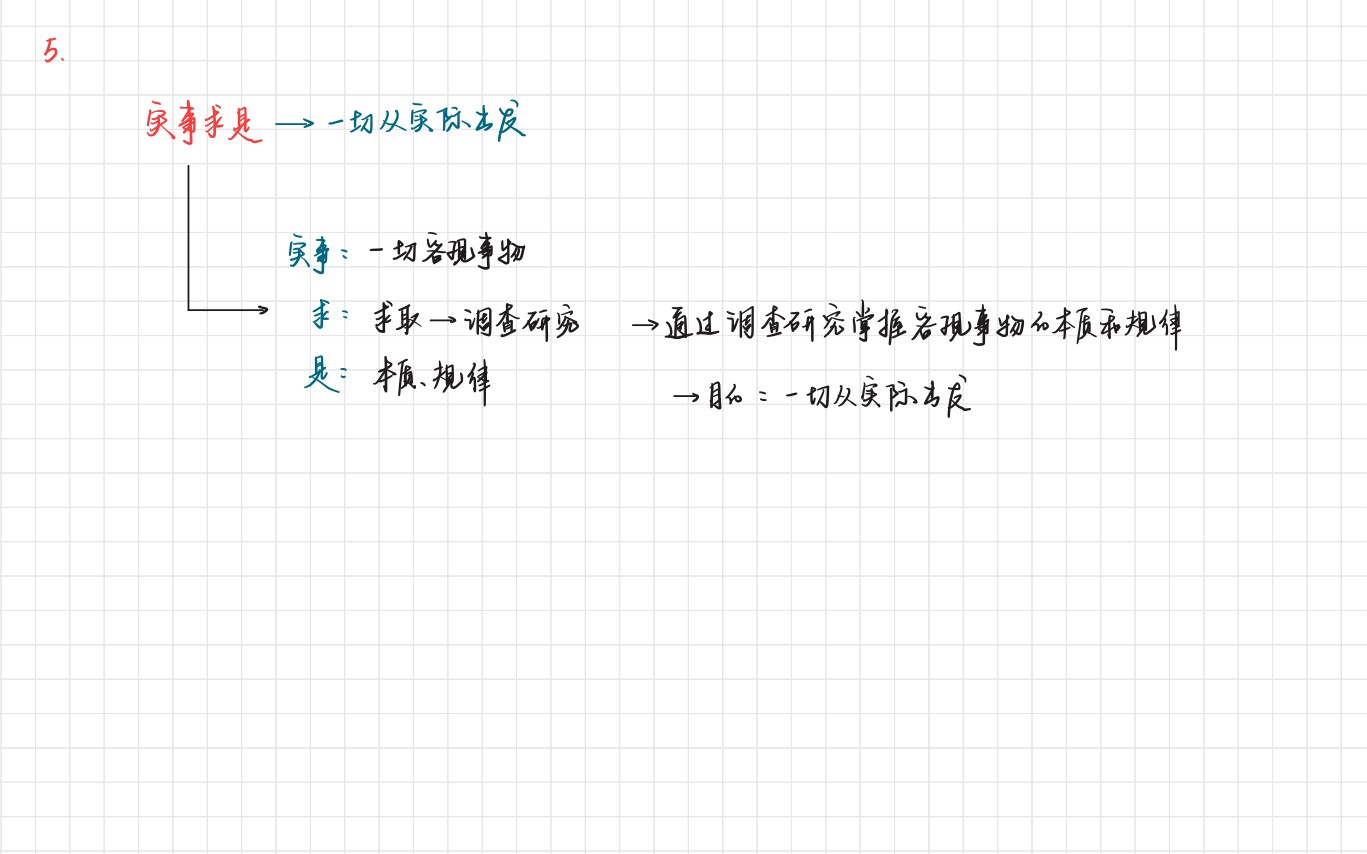 5.
实事求是 → 一切从实际出发
实事：一切客观事物
求：求取→调查研究 →通过调查研究掌握客观事物的本质和规律
是：本质、规律
→目的：一切从实际出发